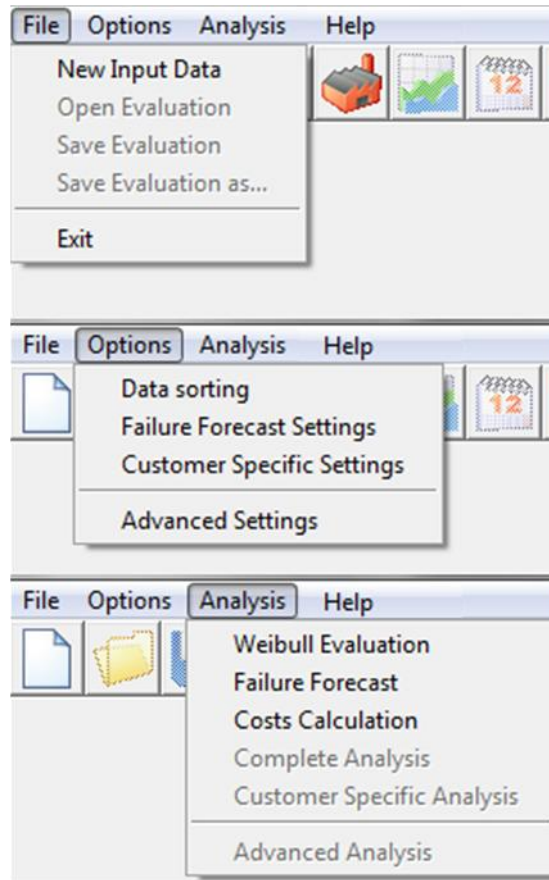 File Options Analysis Help
New Input Data
Open Evaluation
Save Evaluation
Save Evaluation as...
Exit
12
File Options Analysis Help
Data sorting
Failure Forecast Settings
Customer Specific Settings
Advanced Settings
12
File Options Analysis Help
Weibull Evaluation
Failure Forecast
Costs Calculation
Complete Analysis
Customer Specific Analysis
Advanced Analysis